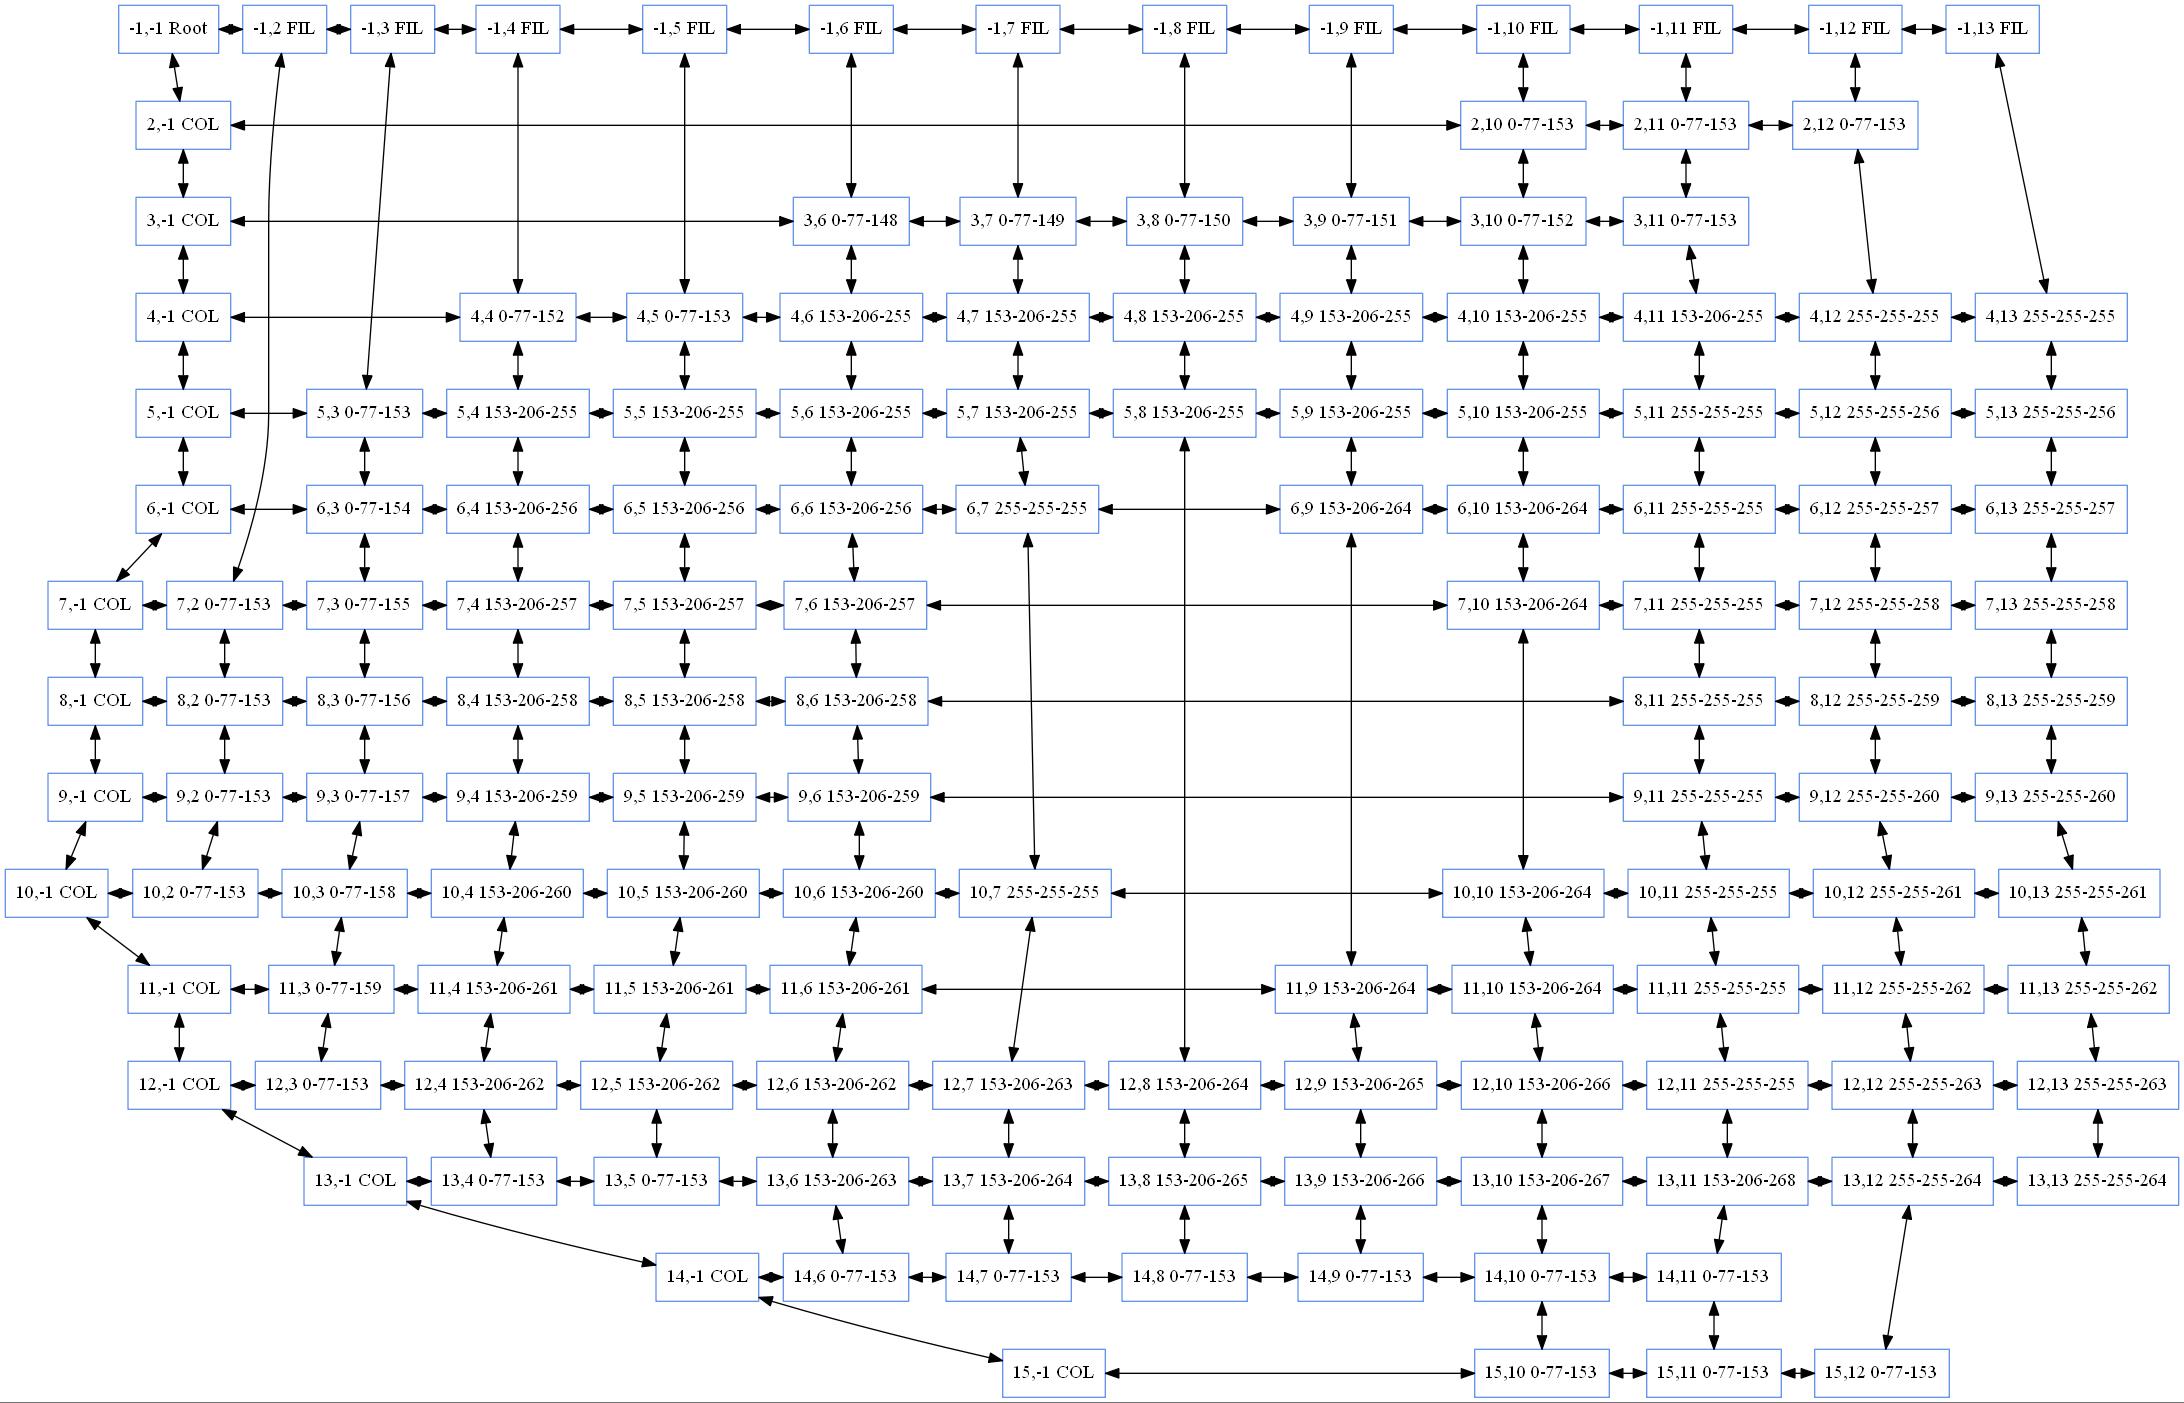 -1,-1 Root -1,2 FIL -1,3 FIL -1,4 FIL -1,5 FIL -1,6 FIL -1,7 FIL -1,8 FIL -1,9 FIL -1,10 FIL -1,11 FIL -1,12 FIL -1,13 FIL
2,-1 COL 2,10 0-77-153 2,11 0-77-153 2,12 0-77-153
3,-1 COL 3,6 0-77-148 3,7 0-77-149 3,8 0-77-150 3,9 0-77-151 3,10 0-77-152 3,11 0-77-153
4,-1 COL 4,4 0-77-152 4,5 0-77-153 4,6 153-206-255 4,7 153-206-255 4,8 153-206-255 4,9 153-206-255 4,10 153-206-255 4,11 153-206-255 4,12 255-255-255 4,13 255-255-255
5,-1 COL 5,3 0-77-153 5,4 153-206-255 5,5 153-206-255 5,6 153-206-255 5,7 153-206-255 5,8 153-206-255 5,9 153-206-255 5,10 153-206-255 5,11 255-255-255 5,12 255-255-256 5,13 255-255-256
6,-1 COL 6,3 0-77-154 6,4 153-206-256 6,5 153-206-256 6,6 153-206-256 6,7 255-255-255 6,9 153-206-264 6,10 153-206-264 6,11 255-255-255 6,12 255-255-257 6,13 255-255-257
7,-1 COL 7,2 0-77-153 7,3 0-77-155 7,4 153-206-257 7,5 153-206-257 7,6 153-206-257 7,10 153-206-264 7,11 255-255-255 7,12 255-255-258 7,13 255-255-258
8,-1 COL 8,2 0-77-153 8,3 0-77-156 8,4 153-206-258 8,5 153-206-258 8,6 153-206-258 8,11 255-255-255 8,12 255-255-259 8,13 255-255-259
9,-1 COL 9,2 0-77-153 9,3 0-77-157 9,4 153-206-259 9,5 153-206-259 9,6 153-206-259 9,11 255-255-255 9,12 255-255-260 9,13 255-255-260
10,-1 COL 10,2 0-77-153 10,3 0-77-158 10,4 153-206-260 10,5 153-206-260 10,6 153-206-260 10,7 255-255-255 10,10 153-206-264 10,11 255-255-255 10,12 255-255-261 10,13 255-255-261
11,-1 COL 11,3 0-77-159 11,4 153-206-261 11,5 153-206-261 11,6 153-206-261 11,9 153-206-264 11,10 153-206-264 11,11 255-255-255 11,12 255-255-262 11,13 255-255-262
12,-1 COL 12,3 0-77-153 12,4 153-206-262 12,5 153-206-262 12,6 153-206-262 12,7 153-206-263 12,8 153-206-264 12,9 153-206-265 12,10 153-206-266 12,11 255-255-255 12,12 255-255-263 12,13 255-255-263
13,-1 COL 13,4 0-77-153 13,5 0-77-153 13,6 153-206-263 13,7 153-206-264 13,8 153-206-265 13,9 153-206-266 13,10 153-206-267 13,11 153-206-268 13,12 255-255-264 13,13 255-255-264
14,-1 COL 14,6 0-77-153 14,7 0-77-153 14,8 0-77-153 14,9 0-77-153 14,10 0-77-153 14,11 0-77-153
15,-1 COL 15,10 0-77-153 15,11 0-77-153 15,12 0-77-153